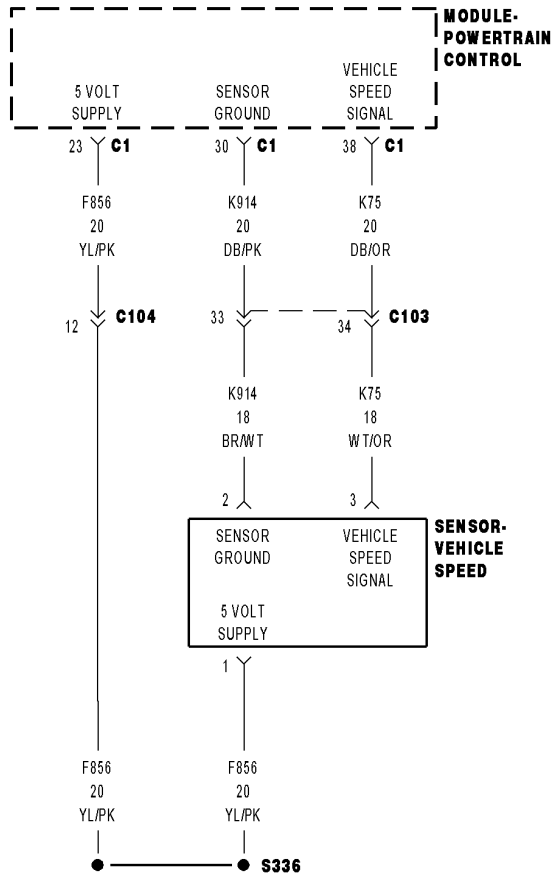 MODULE-
POWERTRAIN
CONTROL
5 VOLT
SUPPLY
SENSOR
GROUND
VEHICLE
SPEED
SIGNAL
23 C1
30 C1
38 C1
F856
20
YL/PK
K914
20
DB/PK
K75
20
DB/OR
12 C104
33
34 C103
K914
18
BR/WT
K75
18
WT/OR
2
3
SENSOR
GROUND
VEHICLE
SPEED
SIGNAL
5 VOLT
SUPPLY
SENSOR-
VEHICLE
SPEED
1
F856
20
YL/PK
F856
20
YL/PK
S336